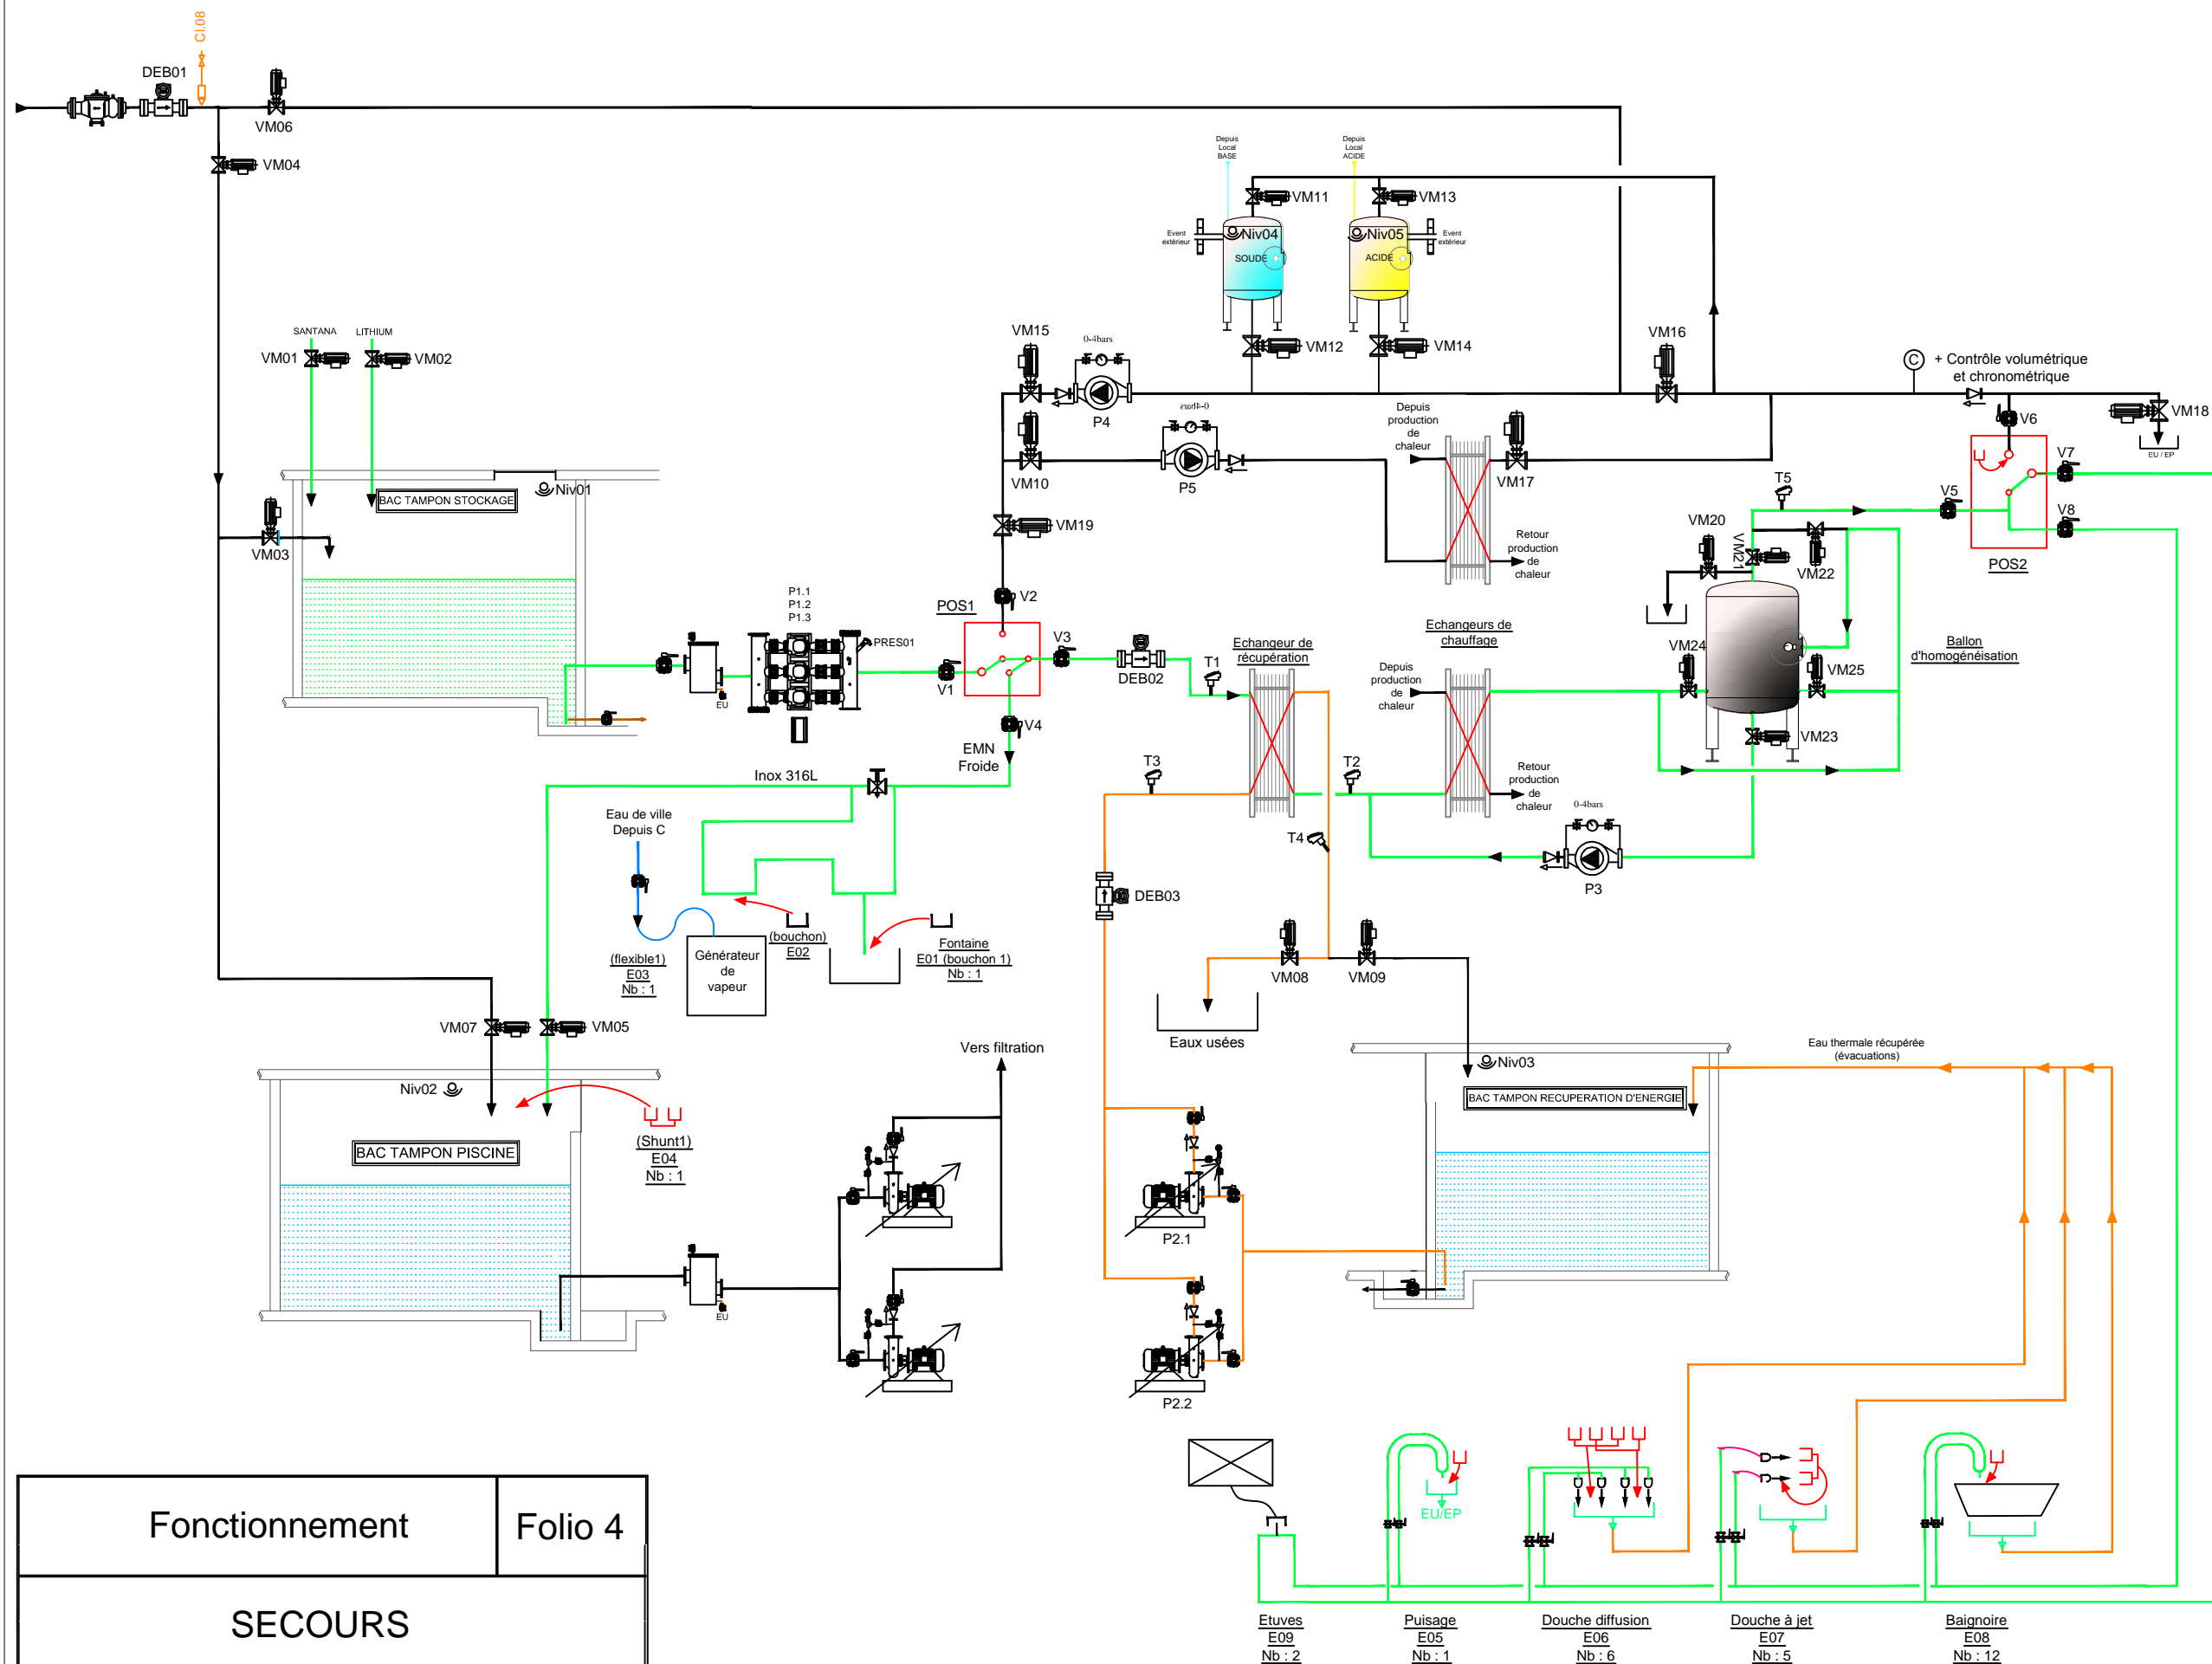 CI.08
DEB01
VM06
VM04
Depuis
Local
BASE
Depuis
Local
ACIDE
VM11
VM13
Event
extérieur
Niv04
SOUDE
Niv05
ACIDE
Event
extérieur
SANTANA
LITHIUM
VM01
VM02
VM15
0-4bars
VM12
VM14
VM16
C
+ Contrôle volumétrique
et chronométrique
P4
0-4bars
VM18
EU / EP
V6
V7
BAC TAMPON STOCKAGE
Niv01
VM10
P5
Depuis
production
de
chaleur
VM17
T5
V5
V8
VM03
VM19
Retour
production
de
chaleur
VM20
VM21
VM22
POS2
P1.1
P1.2
P1.3
POS1
V2
PRES01
V3
V1
DEB02
T1
Echangeur de
récupération
Echangeurs de
chauffage
Depuis
production
de
chaleur
VM24
VM25
Ballon
d'homogénéisation
EU
V4
EMN
Froide
VM23
Inox 316L
T3
T2
Retour
production
de
chaleur
0-4bars
Eau de ville
Depuis C
T4
P3
DEB03
(flexible1)
E03
Nb : 1
Générateur
de
vapeur
(bouchon)
E02
Fontaine
E01 (bouchon 1)
Nb : 1
VM08
VM09
Eaux usées
VM07
VM05
Vers filtration
Niv03
Eau thermale récupérée
(évacuations)
Niv02
BAC TAMPON RECUPERATION D'ENERGIE
BAC TAMPON PISCINE
(Shunt1)
E04
Nb : 1
P2.1
EU
P2.2
Fonctionnement
Folio 4
SECOURS
EU/EP
Etuves
E09
Nb : 2
Puisage
E05
Nb : 1
Douche diffusion
E06
Nb : 6
Douche à jet
E07
Nb : 5
Baignoire
E08
Nb : 12